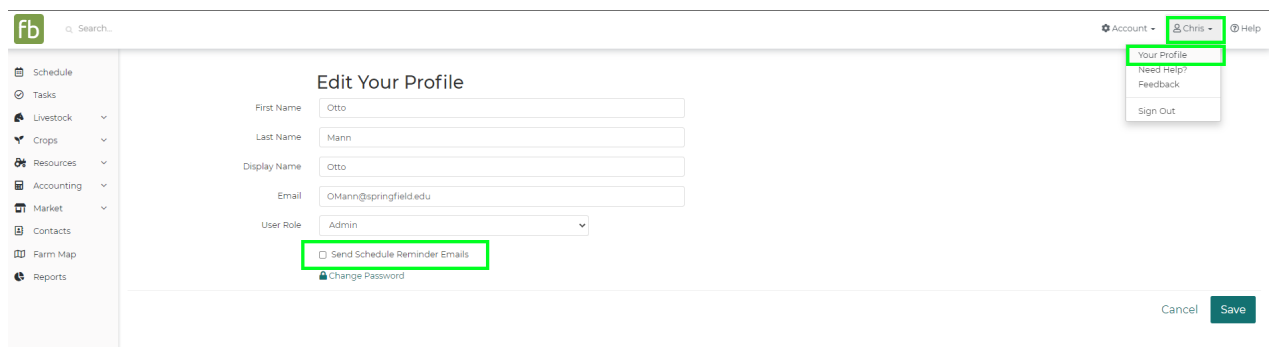 fb
Search...
Account
Chris
Help
Your Profile
Need Help?
Feedback
Sign Out
Schedule
Tasks
Livestock
Crops
Resources
Accounting
Market
Contacts
Farm Map
Reports
Edit Your Profile
First Name Otto
Last Name Mann
Display Name Otto
Email OMann@springfield.edu
User Role Admin
Send Schedule Reminder Emails
Change Password
Cancel Save